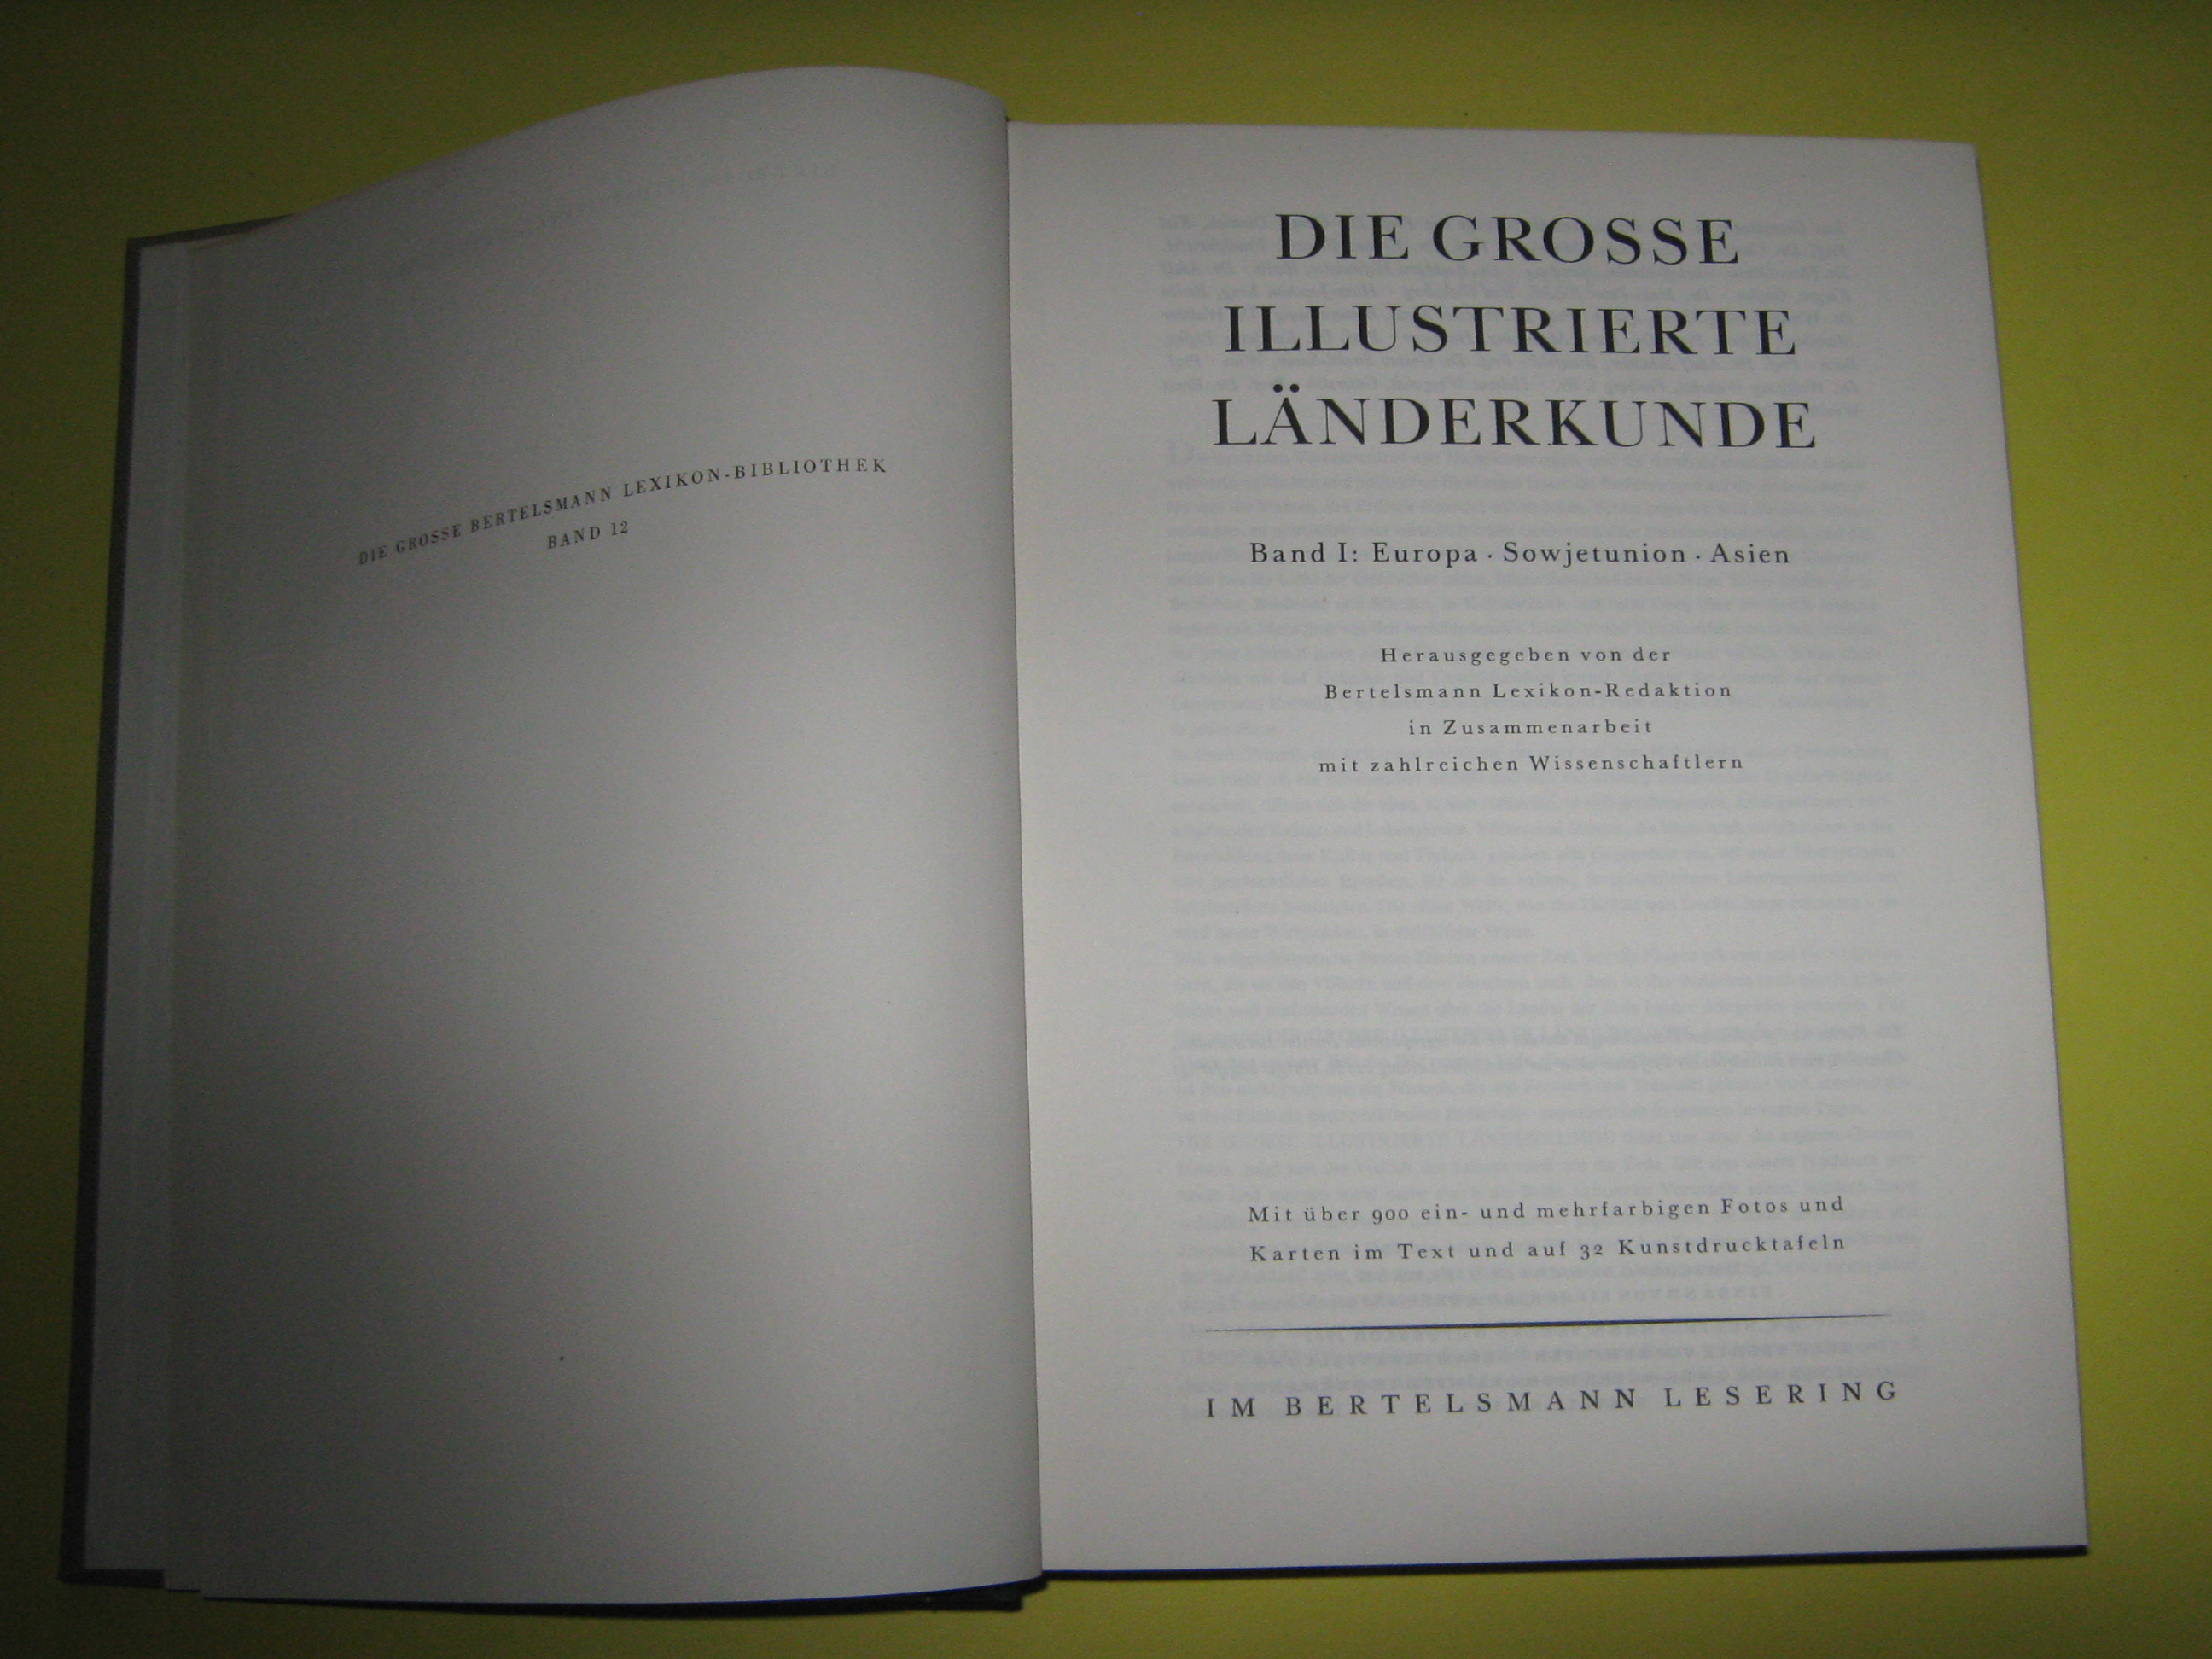 DIE GROSSE BERTELSMANN LEXIKON-BIBLIOTHEK
BAND 12
DIE GROSSE
ILLUSTRIERTE
LÄNDERKUNDE
Band I: Europa · Sowjetunion · Asien
Herausgegeben von der
Bertelsmann Lexikon-Redaktion
in Zusammenarbeit
mit zahlreichen Wissenschaftlern
Mit über 900 ein- und mehrfarbigen Fotos und
Karten im Text und auf 32 Kunstdrucktafeln
IM BERTELSMANN LESERING